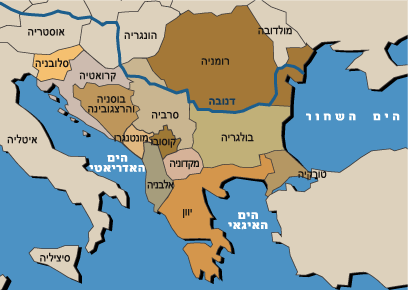 מולדובה
אוסטריה
הונגריה
רומניה
סלובניה
קרואטיה
בוסניה
והרצגובינה
דנובה
סרביה
הים השחור
איטליה
מונטנגרו
קוסובו
בולגריה
הים
האדריאטי
מקדוניה
טורקיה
אלבניה
יוון
הים
האיגאי
סיציליה